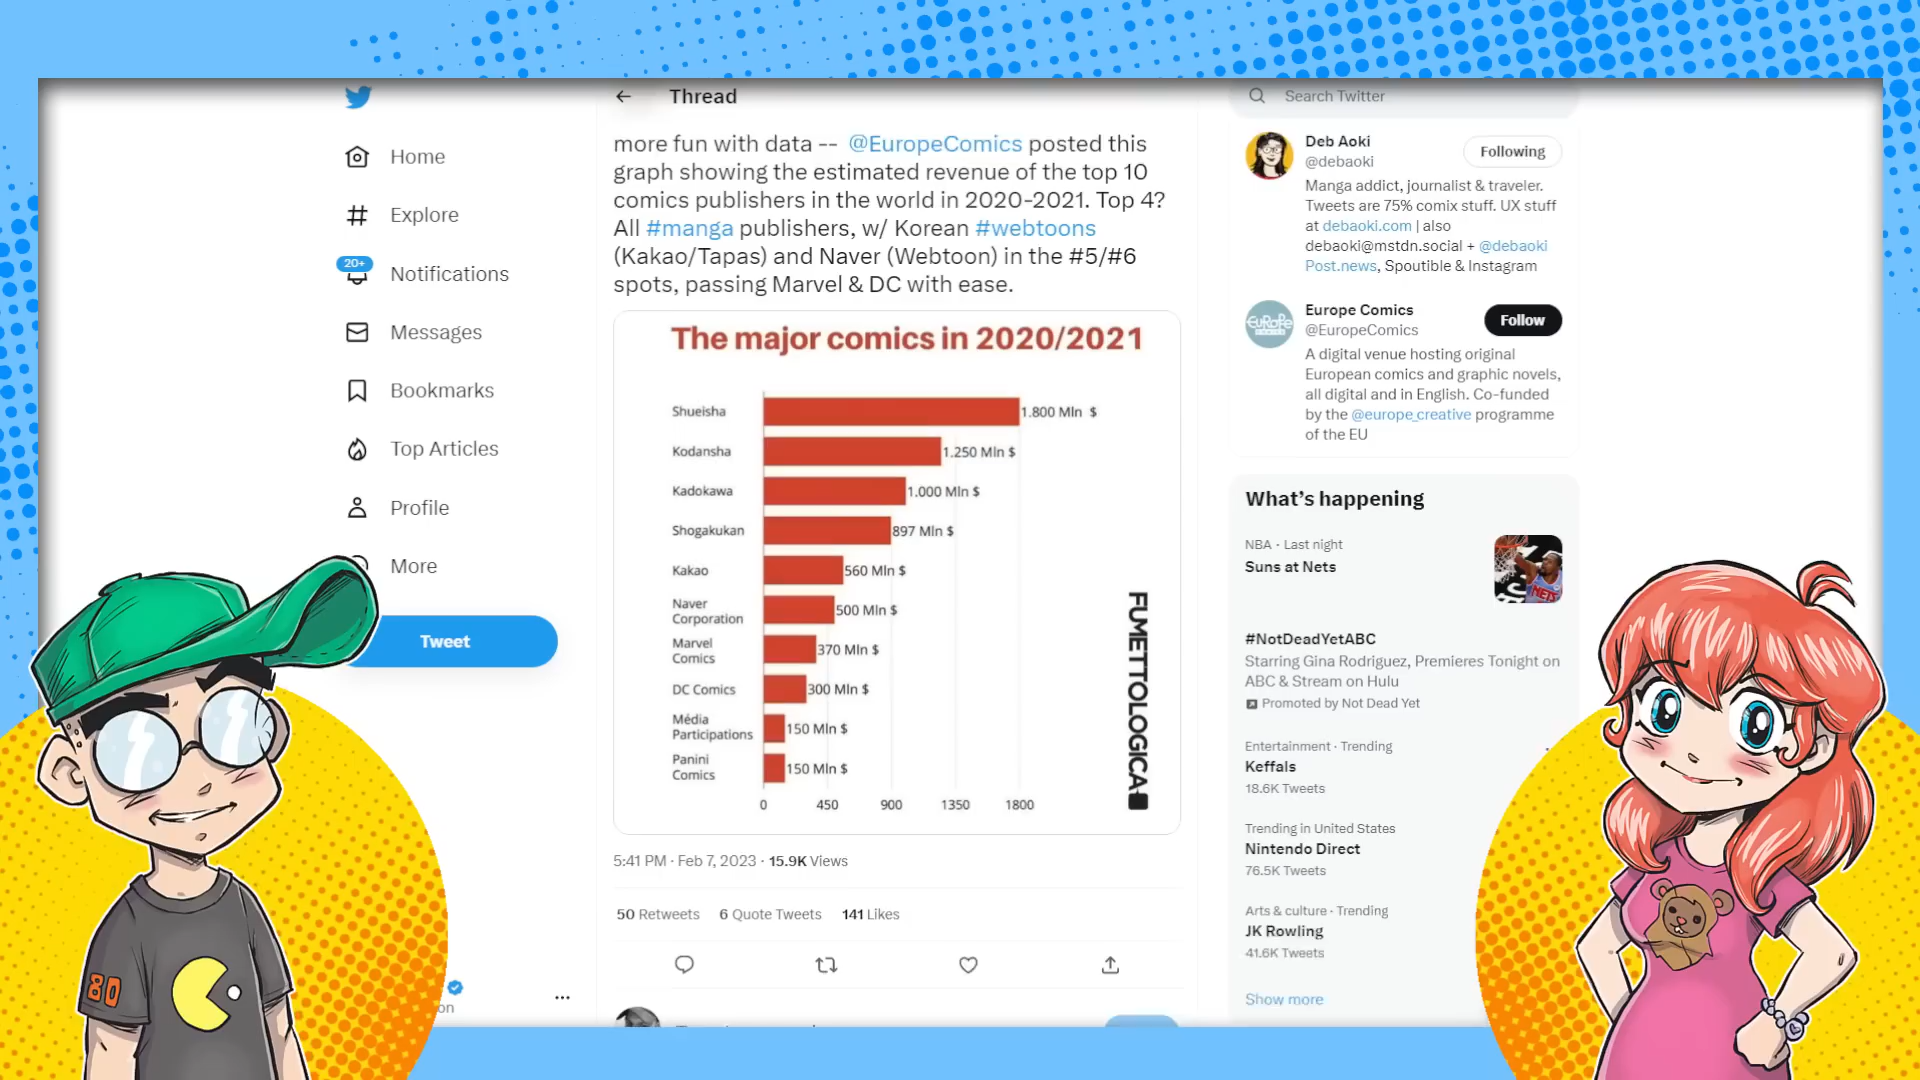 Thread
Search Twitter
Home
Explore
20+
Notifications
Messages
Bookmarks
Top Articles
Profile
More
Tweet
more fun with data -- @EuropeComics posted this
graph showing the estimated revenue of the top 10
comics publishers in the world in 2020-2021. Top 4?
All #manga publishers, w/ Korean #webtoons
(Kakao/Tapas) and Naver (Webtoon) in the #5/#6
spots, passing Marvel & DC with ease.
The major comics in 2020/2021
Shueisha 1.800 Mln $
Kodansha 1.250 Mln $
Kadokawa 1.000 Mln $
Shogakukan 897 Mln $
Kakao 560 Mln $
Naver
Corporation 500 Mln $
Marvel
Comics 370 Mln $
DC Comics 300 Mln $
Média
Participations 150 Mln $
Panini
Comics 150 Mln $
0 450 900 1350 1800
FUMETTOLOGICA
5:41 PM · Feb 7, 2023 · 15.9K Views
50 Retweets 6 Quote Tweets 141 Likes
on
Deb Aoki
@debaoki
Following
Manga addict, journalist & traveler.
Tweets are 75% comix stuff. UX stuff
at debaoki.com | also
debaoki@mstdn.social + @debaoki
Post.news, Spoutible & Instagram
Europe Comics
@EuropeComics
Follow
EuRoPe
A digital venue hosting original
European comics and graphic novels,
all digital and in English. Co-funded
by the @europe_creative programme
of the EU
What's happening
NBA · Last night
Suns at Nets
NETS
#NotDeadYetABC
Starring Gina Rodriguez, Premieres Tonight on
ABC & Stream on Hulu
Promoted by Not Dead Yet
Entertainment · Trending
Keffals
18.6K Tweets
Trending in United States
Nintendo Direct
76.5K Tweets
Arts & culture · Trending
JK Rowling
41.6K Tweets
Show more
80